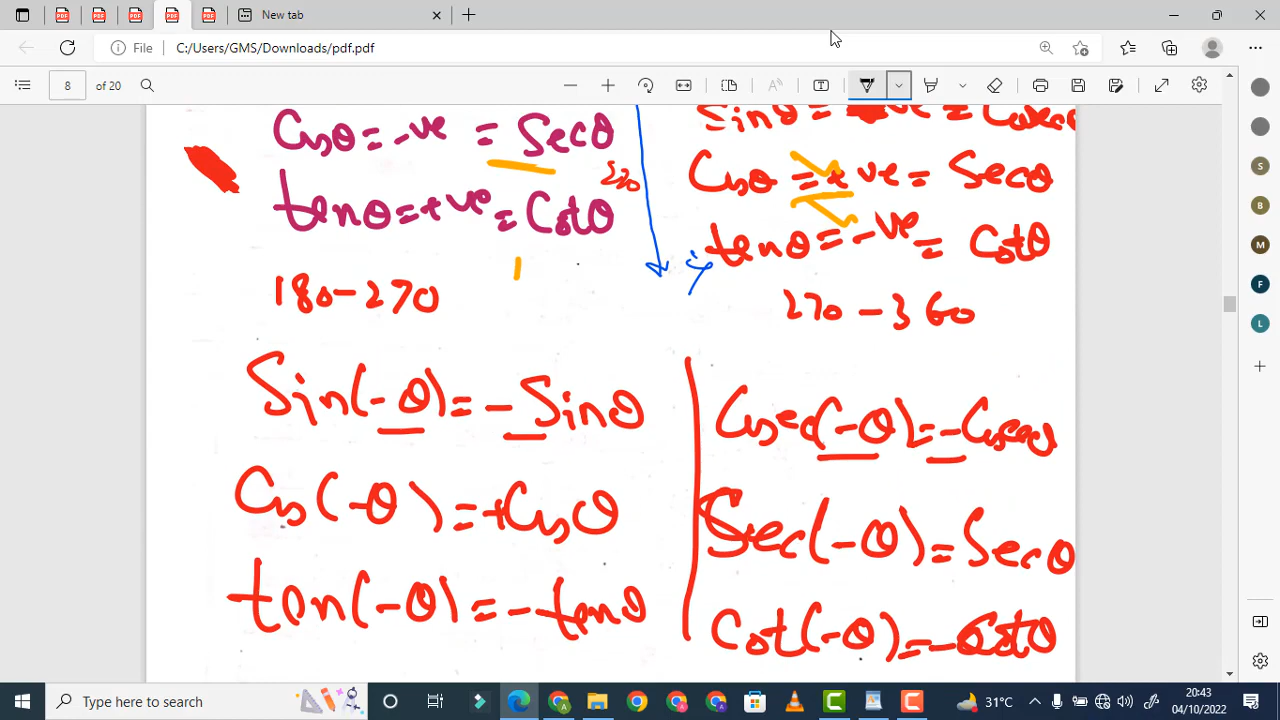 New tab
File C:/Users/GMS/Downloads/pdf.pdf
8 of 20
Cosθ = -ve = Secθ
tanθ = +ve = Cotθ
270
180-270
Cosθ = +ve = Secθ
tanθ = -ve = Cotθ
270 - 360
Sin(-θ) = -Sinθ
Cos(-θ) = +Cosθ
tan(-θ) = -tanθ
Cosec(-θ) = -Cosecθ
Sec(-θ) = Secθ
Cot(-θ) = -Cotθ
S
B
M
F
L
Type here to search
31°C
20:43
04/10/2022